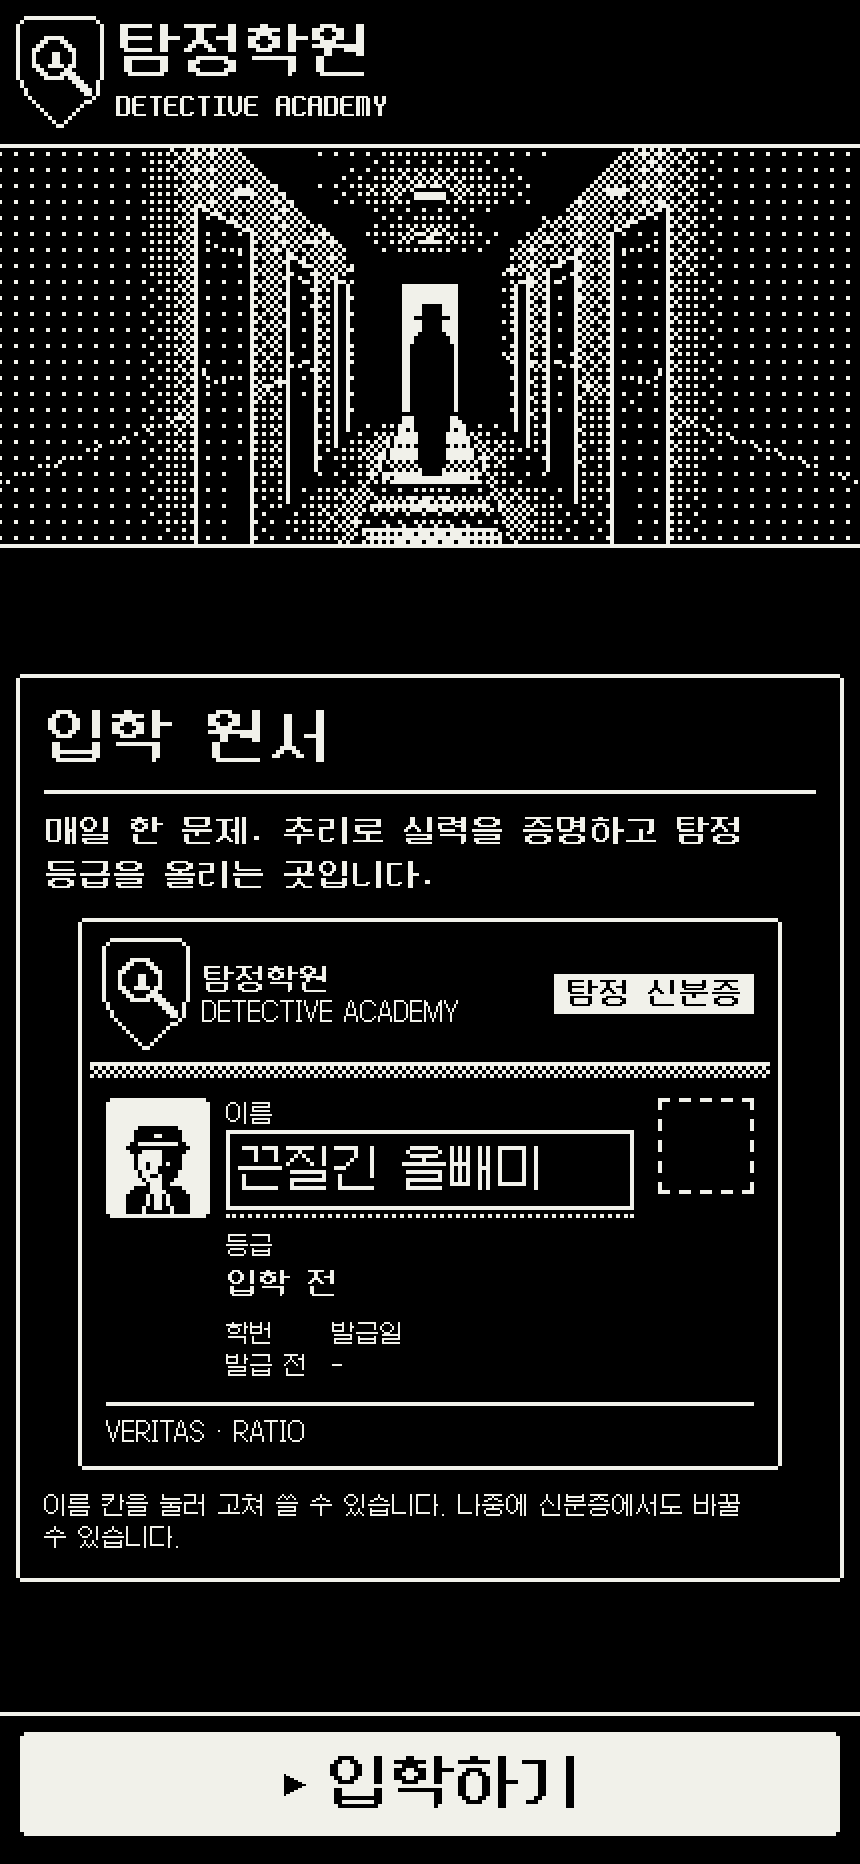 탐정학원
DETECTIVE ACADEMY
입학 원서
매일 한 문제. 추리로 실력을 증명하고 탐정
등급을 올리는 곳입니다.
탐정학원
DETECTIVE ACADEMY
탐정 신분증
이름
끈질긴 올빼미
등급
입학 전
학번 발급일
발급 전 -
VERITAS · RATIO
이름 칸을 눌러 고쳐 쓸 수 있습니다. 나중에 신분증에서도 바꿀
수 있습니다.
▶ 입학하기